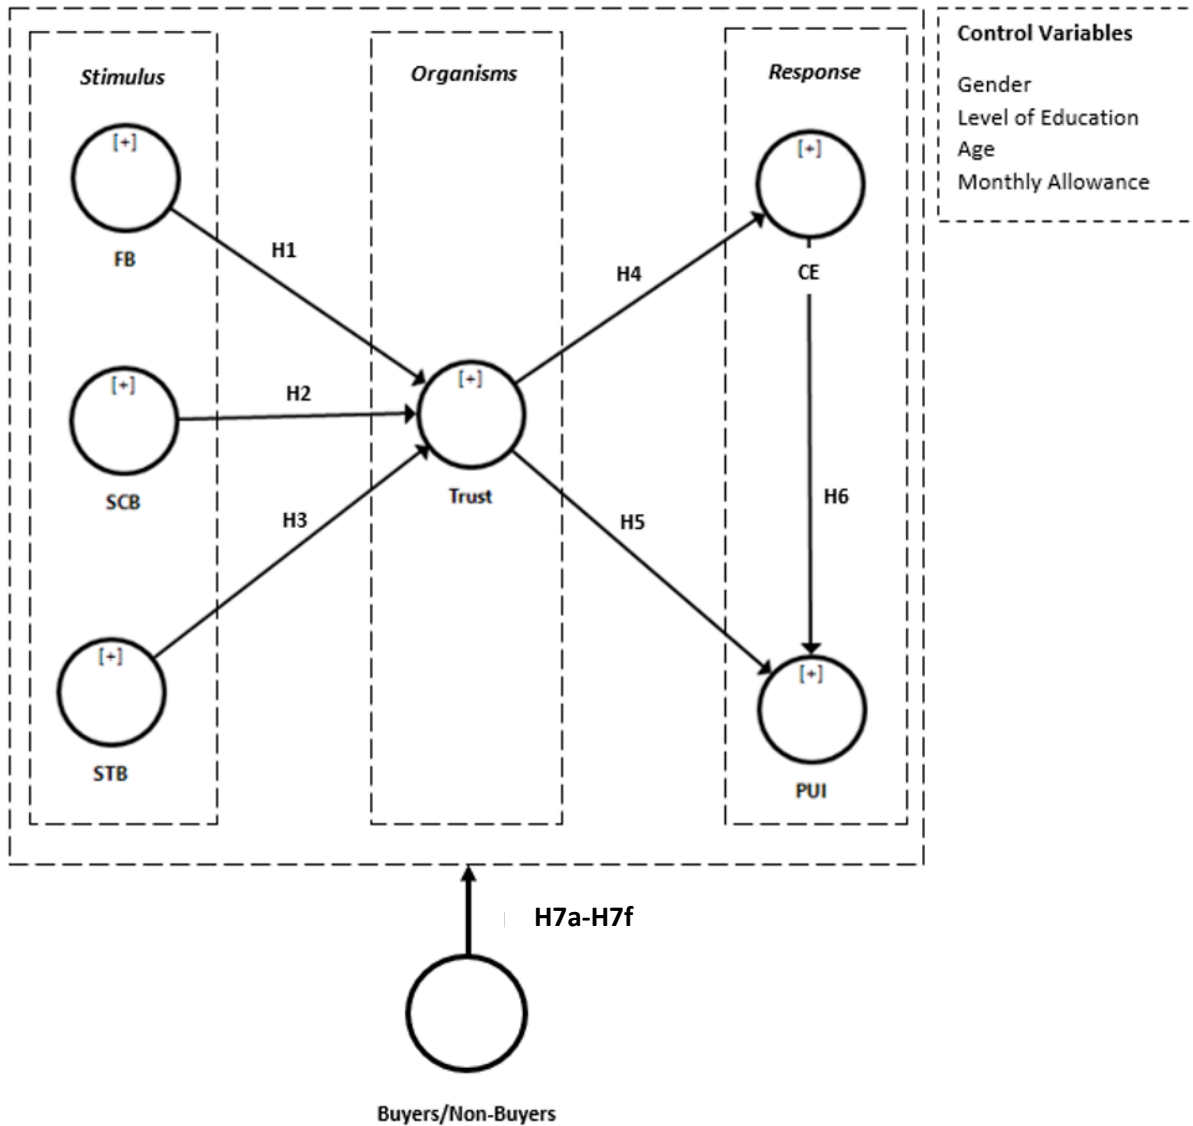 Stimulus
Organisms
Response
Control Variables
Gender
Level of Education
Age
Monthly Allowance
[+]
FB
H1
[+]
SCB
H2
[+]
STB
H3
[+]
Trust
H4
H5
[+]
CE
H6
[+]
PUI
H7a-H7f
Buyers/Non-Buyers